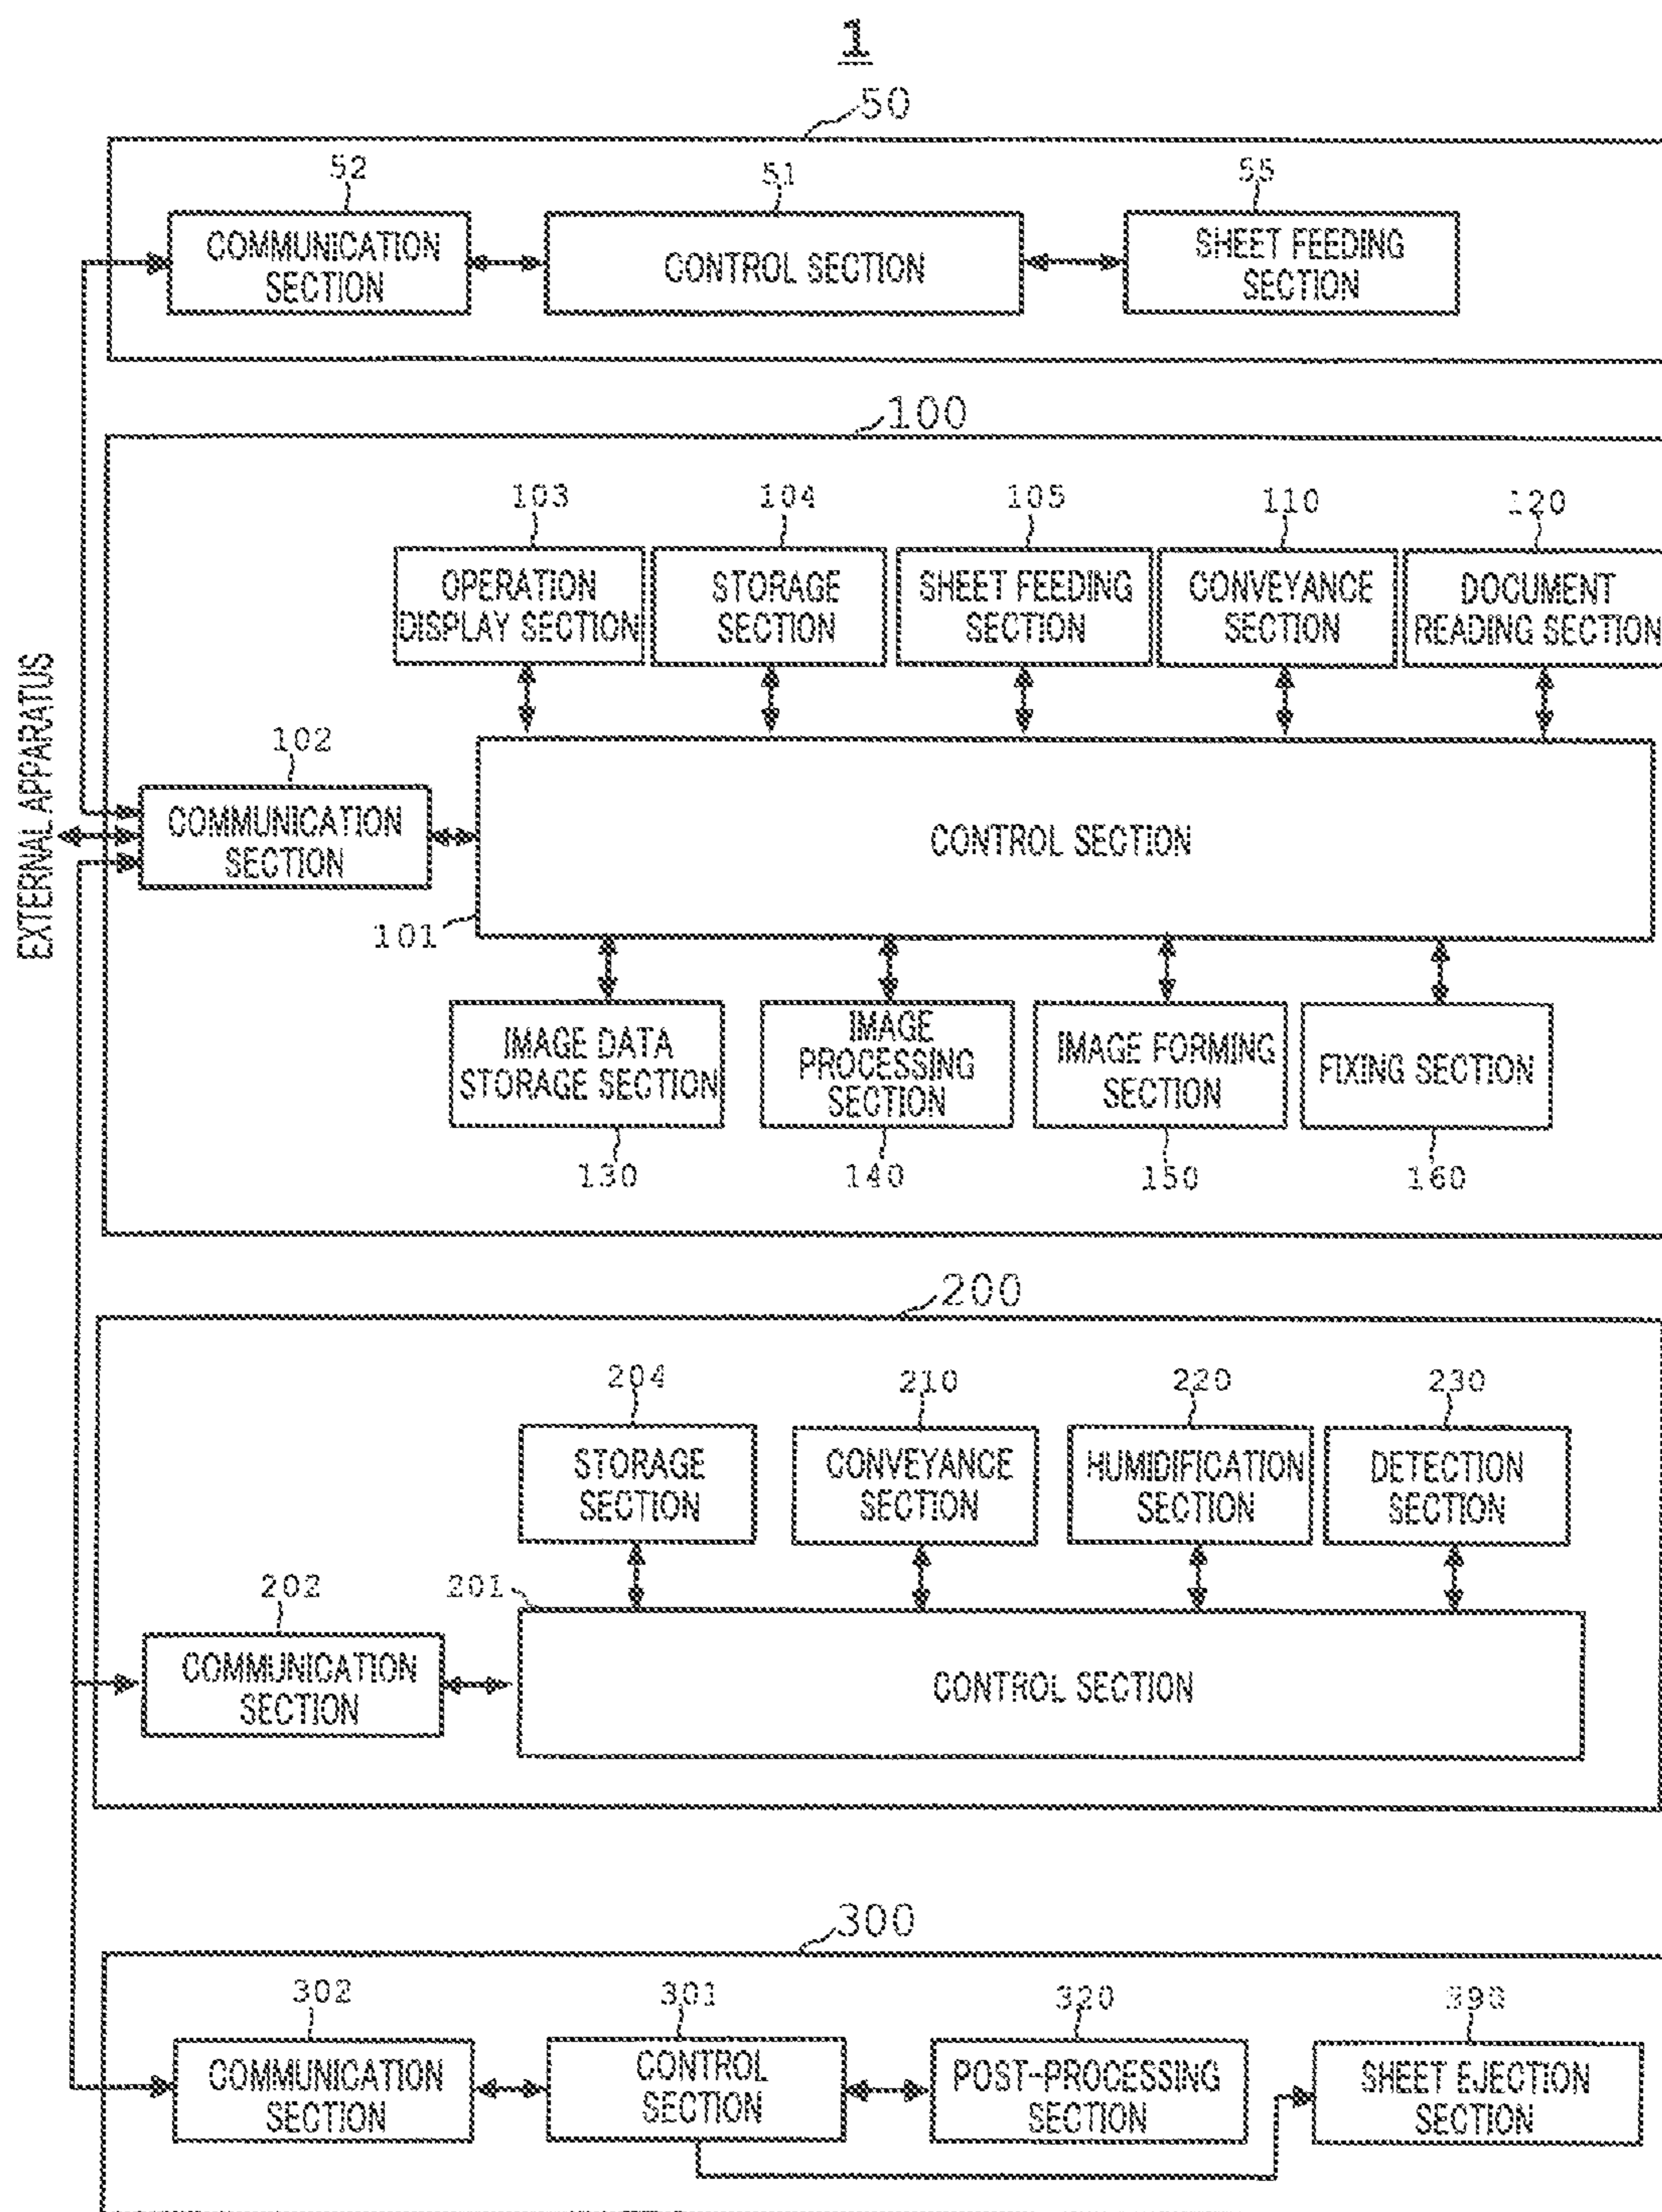 1
50
52
51
55
COMMUNICATION
SECTION
CONTROL SECTION
SHEET FEEDING
SECTION
100
103
104
105
110
120
OPERATION
DISPLAY SECTION
STORAGE
SECTION
SHEET FEEDING
SECTION
CONVEYANCE
SECTION
DOCUMENT
READING SECTION
EXTERNAL APPARATUS
102
COMMUNICATION
SECTION
CONTROL SECTION
101
IMAGE DATA
STORAGE SECTION
IMAGE
PROCESSING
SECTION
IMAGE FORMING
SECTION
FIXING SECTION
130
140
150
160
200
204
210
220
230
STORAGE
SECTION
CONVEYANCE
SECTION
HUMIDIFICATION
SECTION
DETECTION
SECTION
202
201
COMMUNICATION
SECTION
CONTROL SECTION
300
302
301
320
COMMUNICATION
SECTION
CONTROL
SECTION
POST-PROCESSING
SECTION
SHEET EJECTION
SECTION